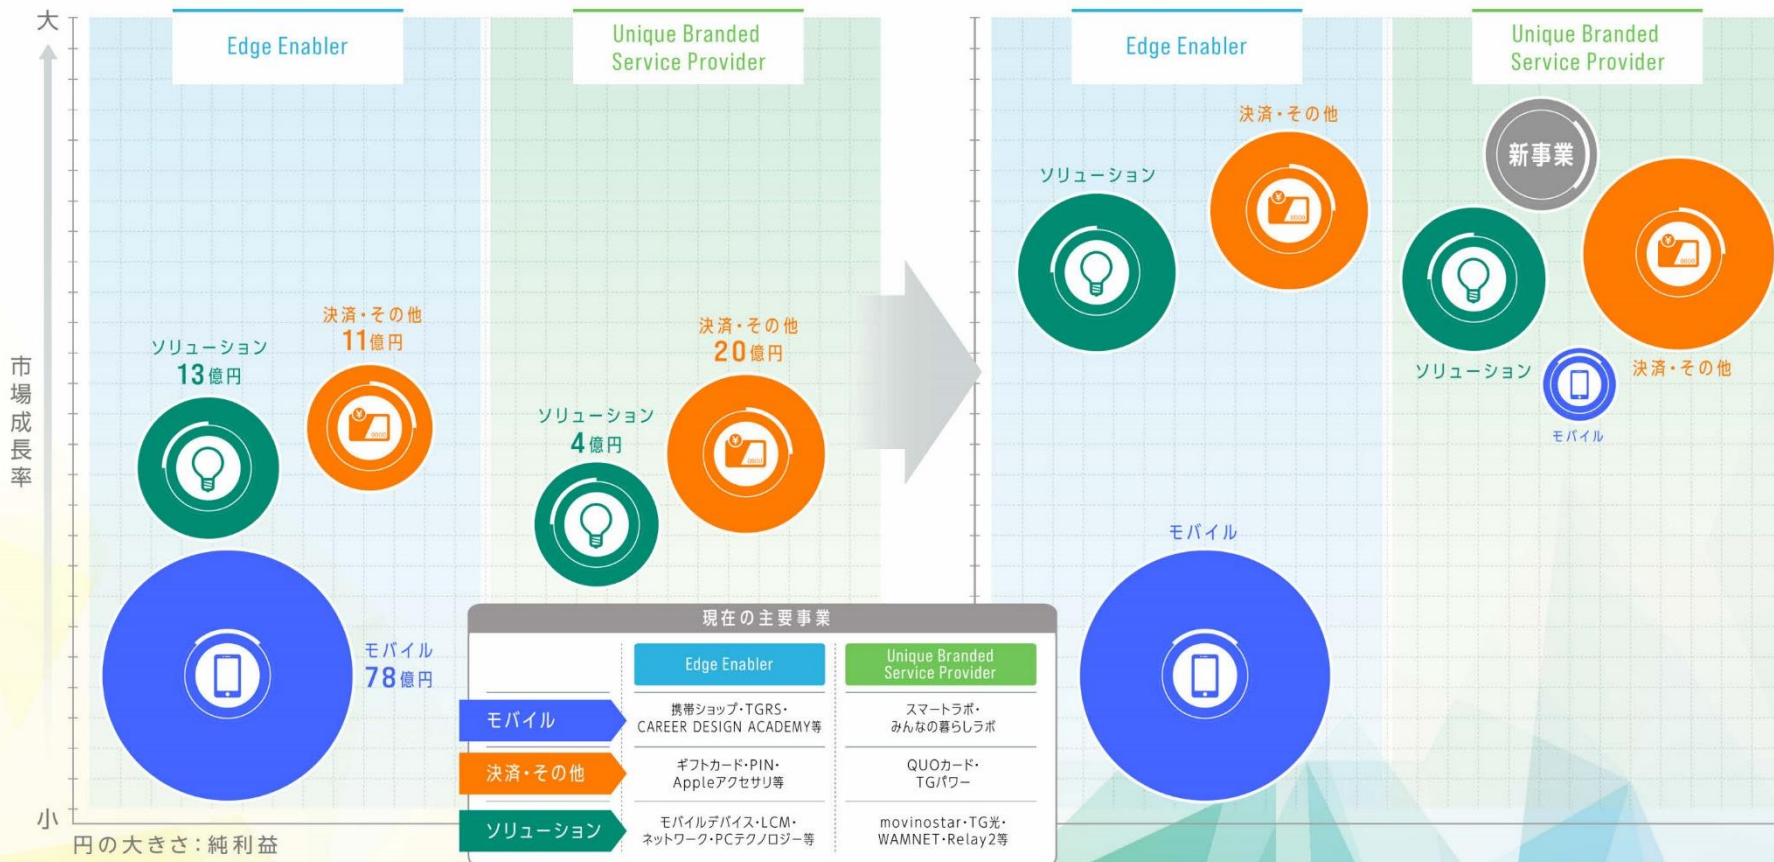 大
市場成長率
小
円の大きさ：純利益
Edge Enabler
Unique Branded
Service Provider
ソリューション
13億円
決済・その他
11億円
モバイル
78億円
ソリューション
4億円
決済・その他
20億円
Edge Enabler
Unique Branded
Service Provider
ソリューション
決済・その他
モバイル
新事業
ソリューション
決済・その他
モバイル
現在の主要事業
Edge Enabler
Unique Branded
Service Provider
モバイル
携帯ショップ・TGRS・
CAREER DESIGN ACADEMY等
スマートラボ・
みんなの暮らしラボ
決済・その他
ギフトカード・PIN・
Appleアクセサリ等
QUOカード・
TGパワー
ソリューション
モバイルデバイス・LCM・
ネットワーク・PCテクノロジー等
movinostar・TG光・
WAMNET・Relay2等